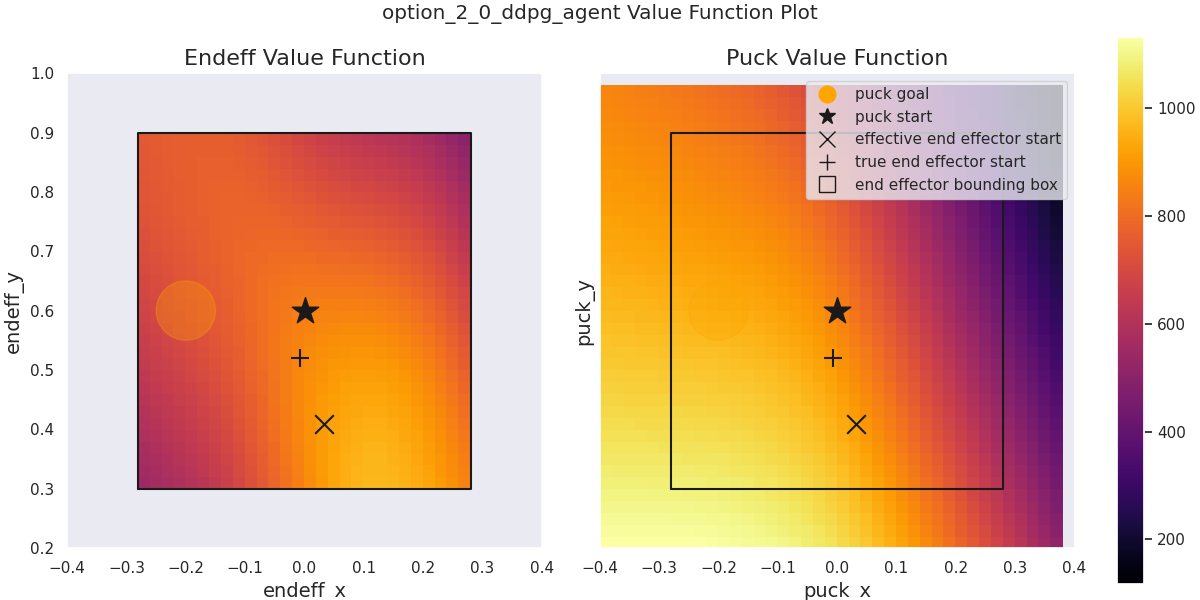 option_2_0_ddpg_agent Value Function Plot
Endeff Value Function
1.0
0.9
0.8
0.7
0.6
0.5
0.4
0.3
0.2
endeff_y
−0.4 −0.3 −0.2 −0.1 0.0 0.1 0.2 0.3 0.4
endeff_x
Puck Value Function
puck goal
puck start
effective end effector start
true end effector start
end effector bounding box
puck_y
−0.4 −0.3 −0.2 −0.1 0.0 0.1 0.2 0.3 0.4
puck_x
1000
800
600
400
200